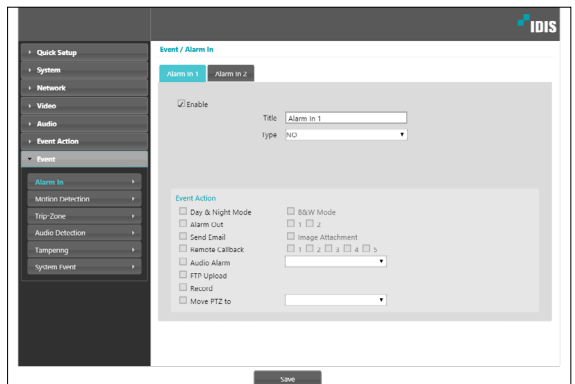 IDIS
Quick Setup
System
Network
Video
Audio
Event Action
Event
Alarm In
Motion Detection
Trip-Zone
Audio Detection
Tampering
System Event
Event / Alarm In
Alarm In 1 Alarm In 2
Enable
Title Alarm In 1
Type NO
Event Action
Day & Night Mode B&W Mode
Alarm Out 1 2
Send Email Image Attachment
Remote Callback 1 2 3 4 5
Audio Alarm
FTP Upload
Record
Move PTZ to
Save